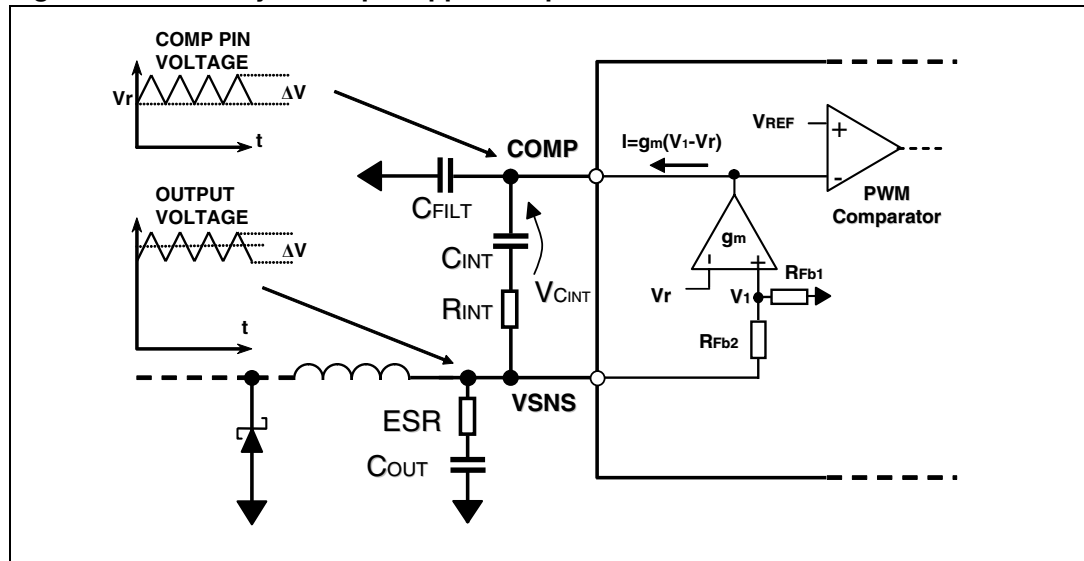 COMP PIN
VOLTAGE
Vr
ΔV
t
OUTPUT
VOLTAGE
ΔV
t
COMP
CFILT
CINT
VCINT
RINT
VSNS
ESR
COUT
I=gm(V1-Vr)
VREF
+
-
PWM
Comparator
gm
-
+
Vr
V1
RFb1
RFb2